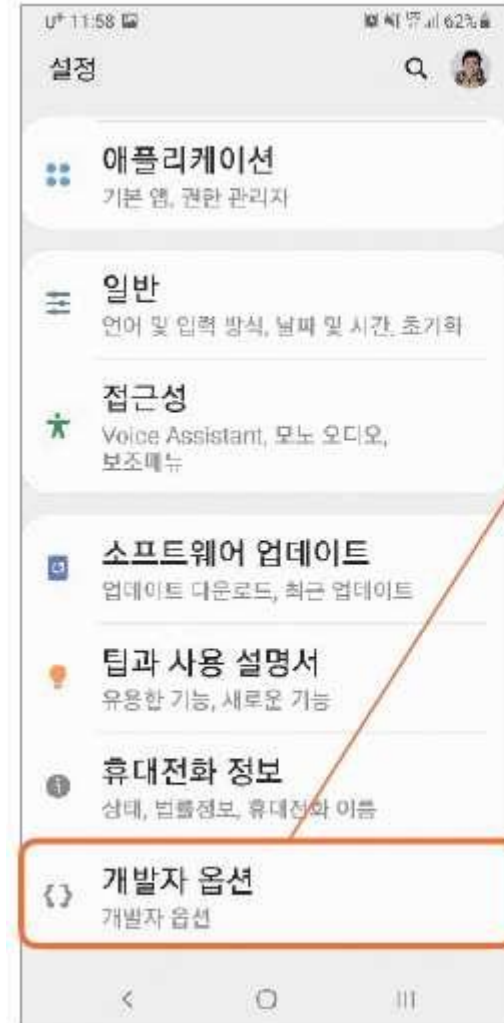 U+ 11:58 62%
설정
애플리케이션
기본 앱, 권한 관리자
일반
언어 및 입력 방식, 날짜 및 시간, 초기화
접근성
Voice Assistant, 모노 오디오,
보조메뉴
소프트웨어 업데이트
업데이트 다운로드, 최근 업데이트
팁과 사용 설명서
유용한 기능, 새로운 기능
휴대전화 정보
상태, 법률정보, 휴대전화 이름
개발자 옵션
개발자 옵션